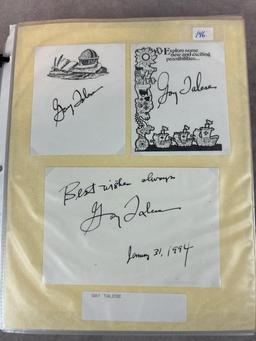 196
Gay Talese
Explore some
new and exciting
possibilities...
Gay Talese
Best wishes always
Gay Talese
January 31, 1994
GAY TALESE